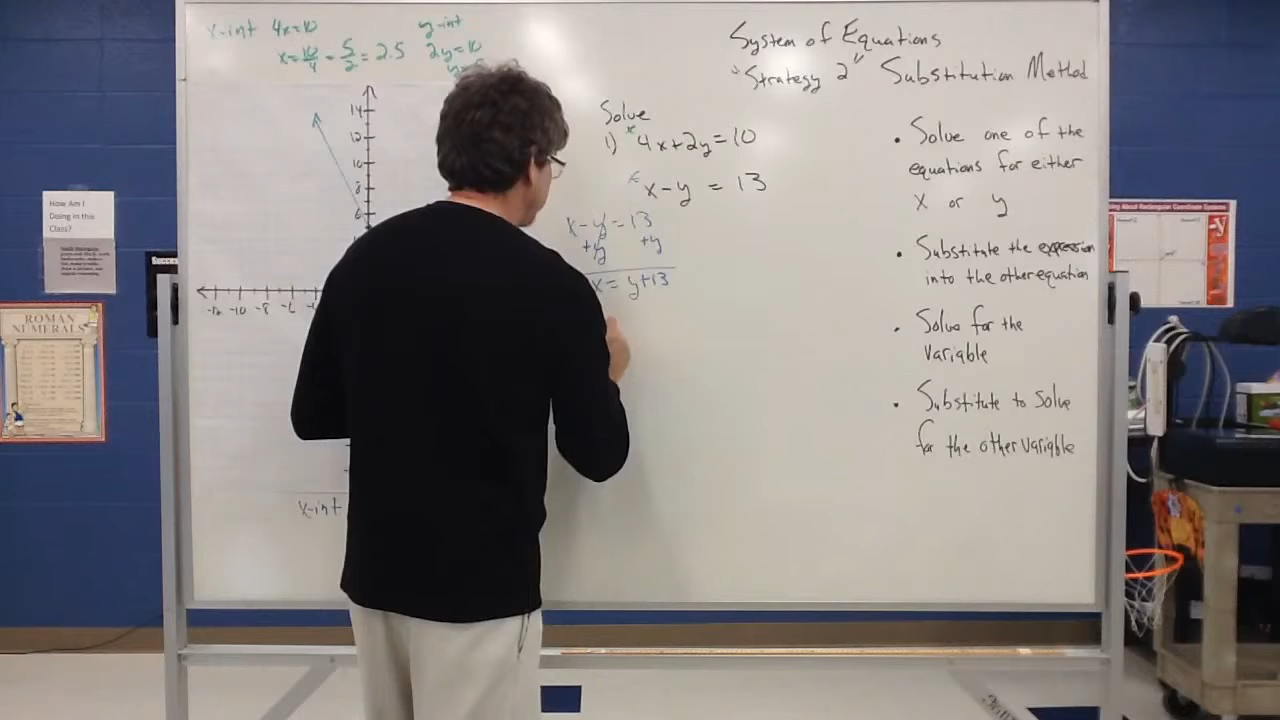 x-int 4x=10
x=10/4=5/2=2.5
y-int
2y=10
14
12
10
8
6
-12 -10 -8 -6
x-int
System of Equations
"Strategy 2" Substitution Method
Solve
1) *4x+2y=10
*x-y=13
x-y=13
+y +y
x=y+13
• Solve one of the
equations for either
x or y
• Substitute the expression
into the other equation
• Solve for the
variable
• Substitute to solve
for the other variable
How Am I
Doing in this
Class?
ROMAN
NUMERALS